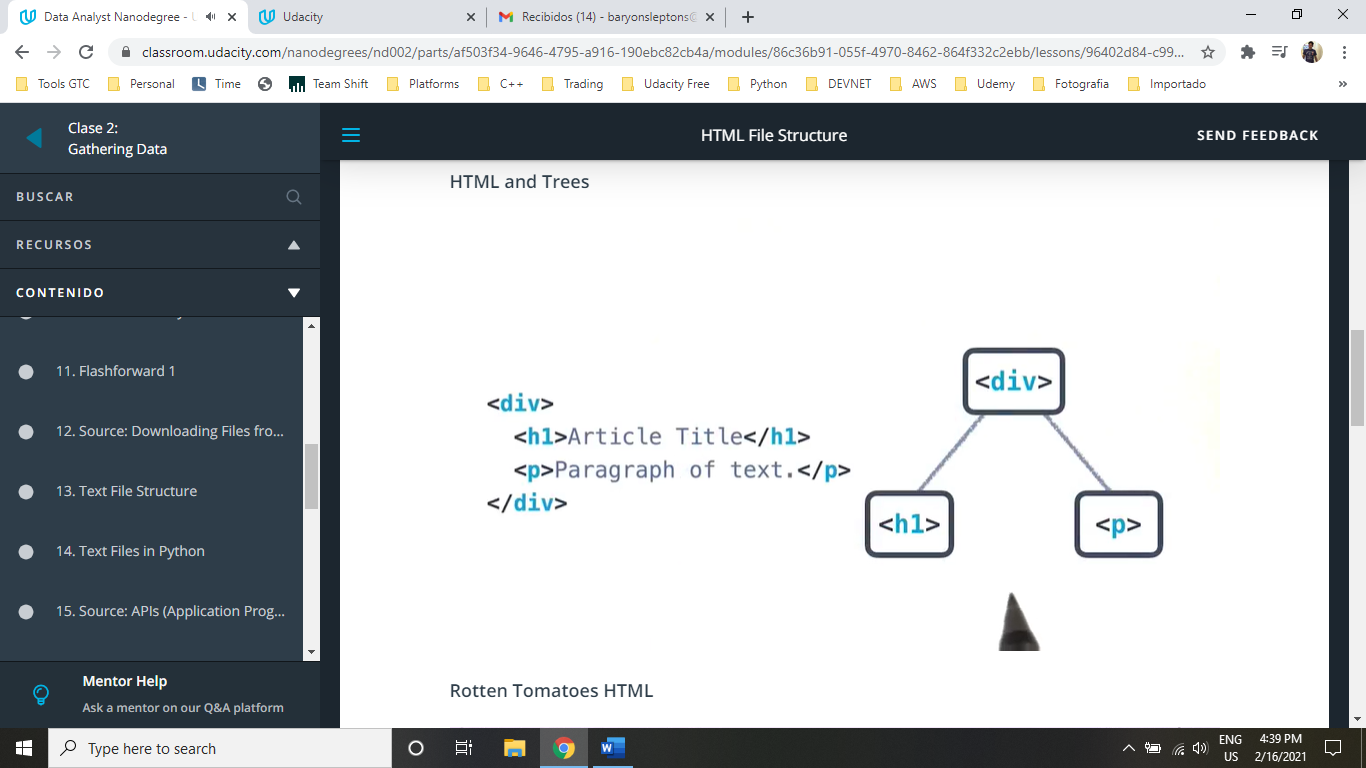 Data Analyst Nanodegree - U
Udacity
Recibidos (14) - baryonsleptons@
classroom.udacity.com/nanodegrees/nd002/parts/af503f34-9646-4795-a916-190ebc82cb4a/modules/86c36b91-055f-4970-8462-864f332c2ebb/lessons/96402d84-c99...
Tools GTC
Personal
Time
Team Shift
Platforms
C++
Trading
Udacity Free
Python
DEVNET
AWS
Udemy
Fotografia
Importado
»
Clase 2:
Gathering Data
HTML File Structure
SEND FEEDBACK
BUSCAR
RECURSOS
CONTENIDO
11. Flashforward 1
12. Source: Downloading Files fro...
13. Text File Structure
14. Text Files in Python
15. Source: APIs (Application Prog...
Mentor Help
Ask a mentor on our Q&A platform
HTML and Trees
<div>
<h1>Article Title</h1>
<p>Paragraph of text.</p>
</div>
<div>
<h1>
<p>
Rotten Tomatoes HTML
Type here to search
ENG
US
4:39 PM
2/16/2021